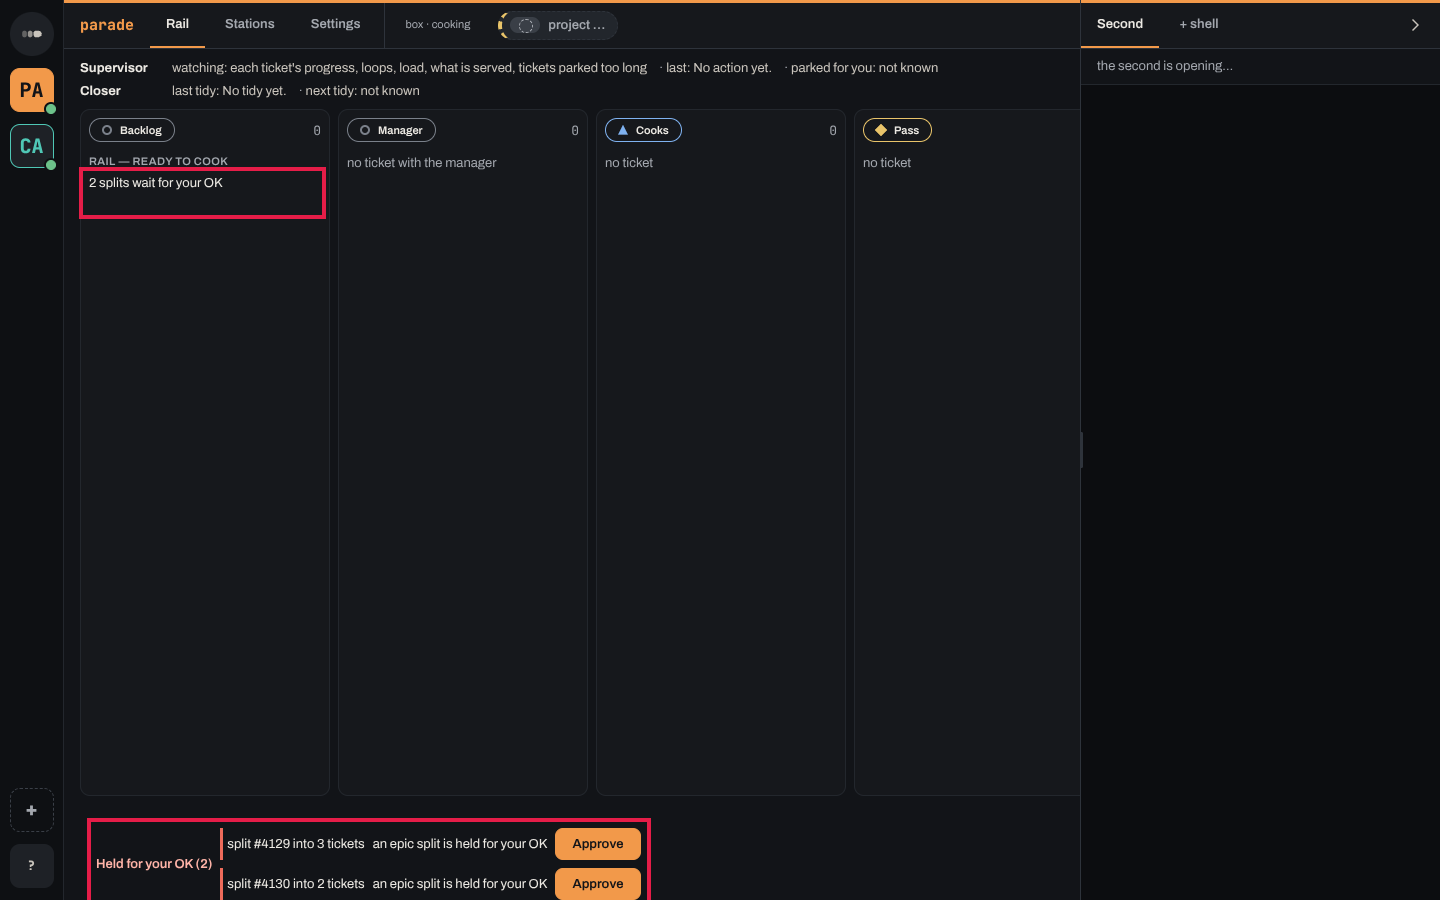 PA
CA
+
?
parade
Rail
Stations
Settings
box · cooking
project ...
Second
+ shell
the second is opening...
Supervisor watching: each ticket's progress, loops, load, what is served, tickets parked too long · last: No action yet. · parked for you: not known
Closer last tidy: No tidy yet. · next tidy: not known
Backlog 0
RAIL — READY TO COOK
2 splits wait for your OK
Manager 0
no ticket with the manager
Cooks 0
no ticket
Pass
no ticket
Held for your OK (2)
split #4129 into 3 tickets an epic split is held for your OK Approve
split #4130 into 2 tickets an epic split is held for your OK Approve